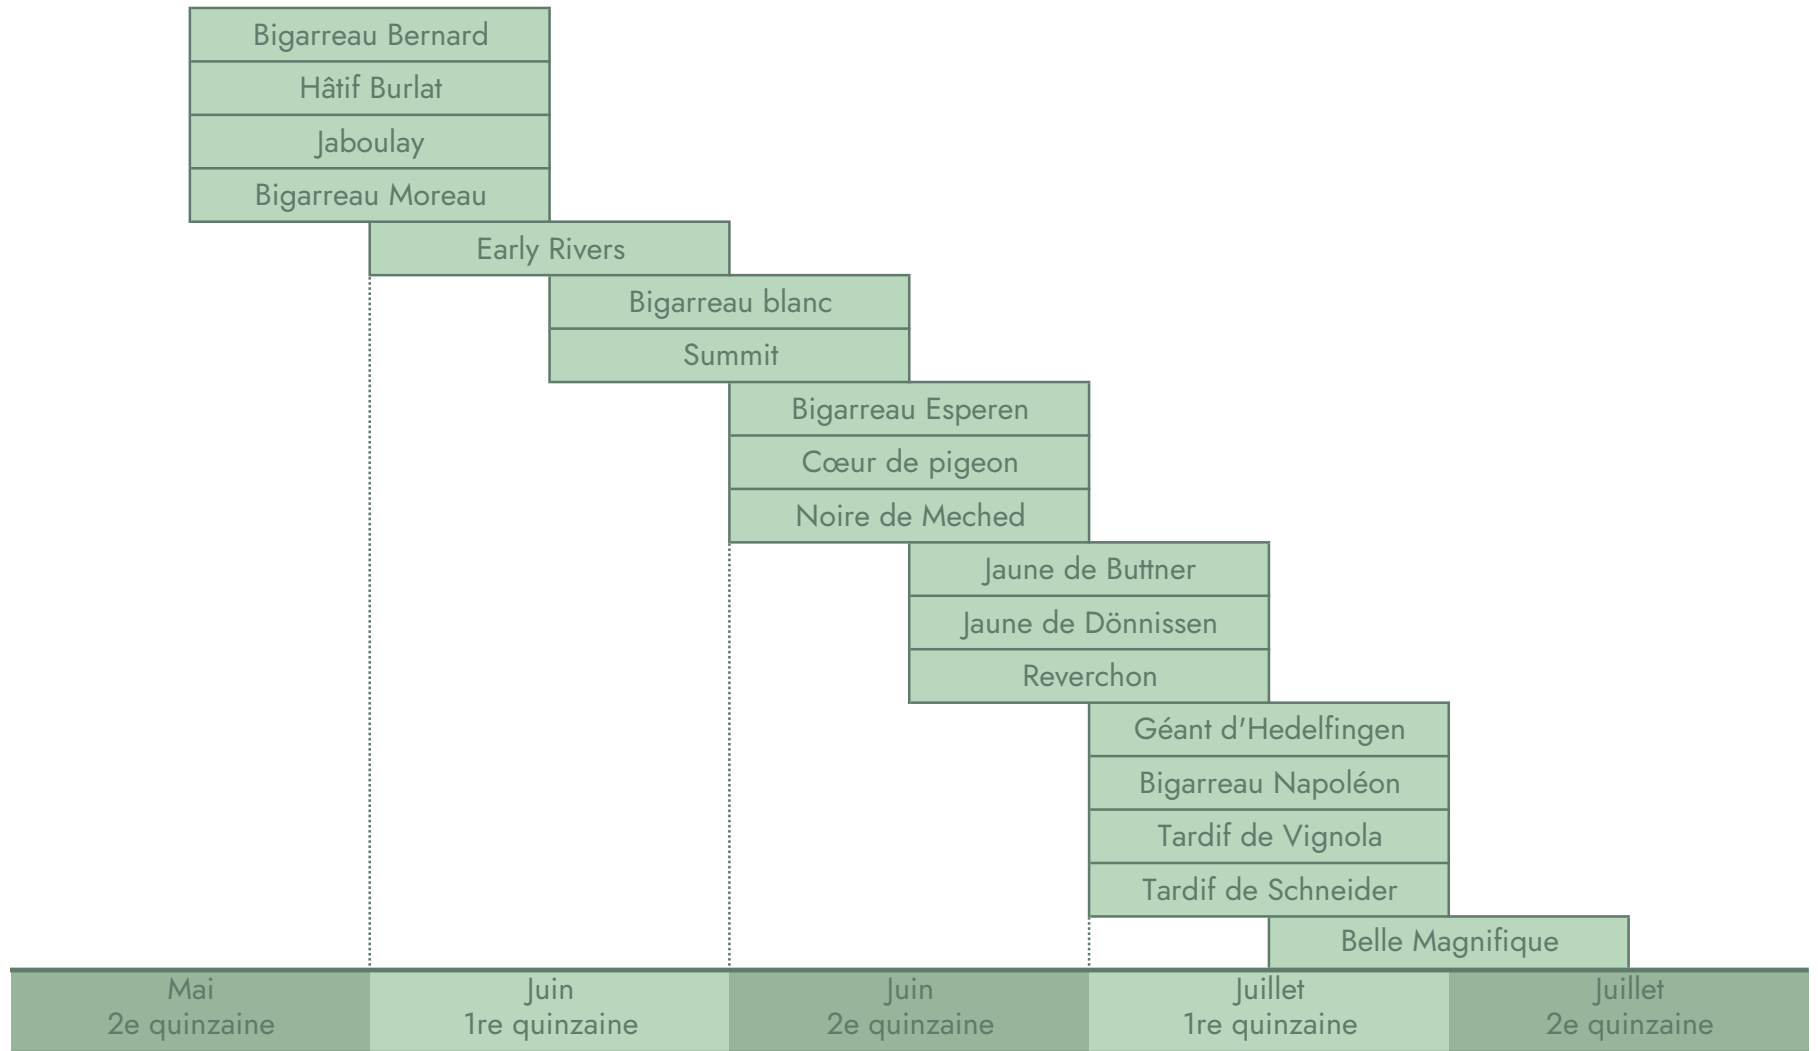 Bigarreau Bernard
Hâtif Burlat
Jaboulay
Bigarreau Moreau
Early Rivers
Bigarreau blanc
Summit
Bigarreau Esperen
Cœur de pigeon
Noire de Meched
Jaune de Buttner
Jaune de Dönnissen
Reverchon
Géant d'Hedelfingen
Bigarreau Napoléon
Tardif de Vignola
Tardif de Schneider
Belle Magnifique
Mai
2e quinzaine
Juin
1re quinzaine
Juin
2e quinzaine
Juillet
1re quinzaine
Juillet
2e quinzaine